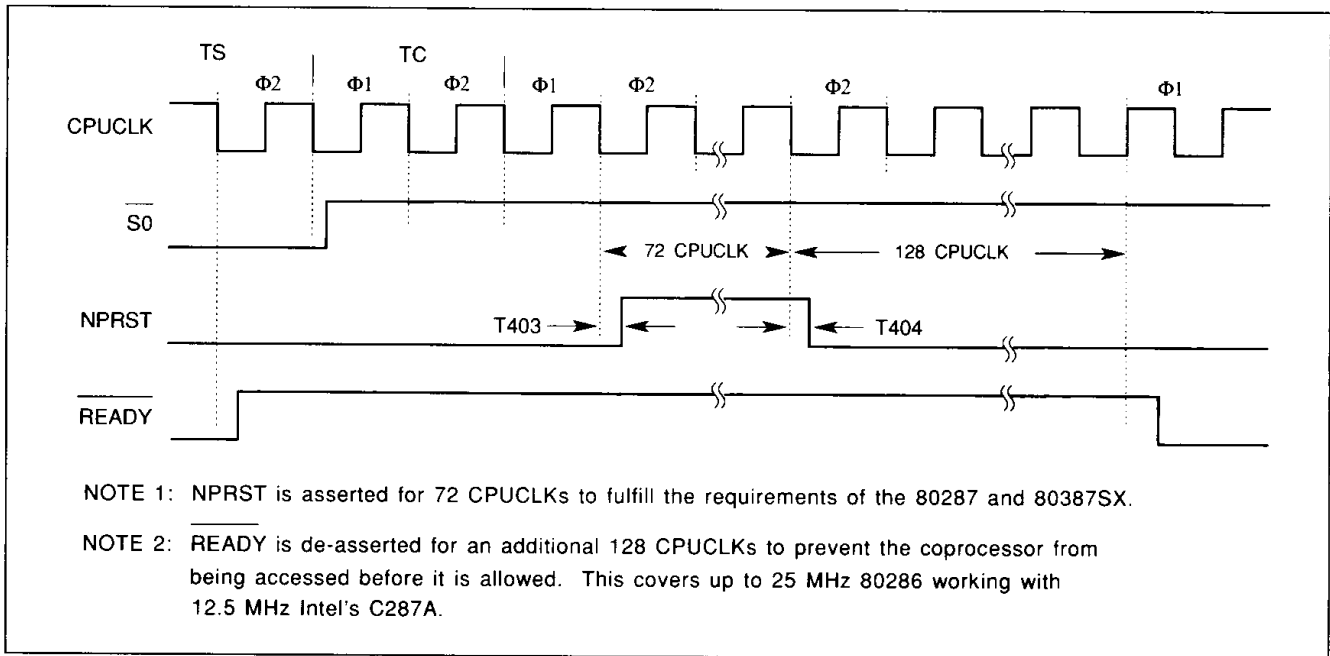 TS TC
Φ2 Φ1 Φ2 Φ1 Φ2 Φ2 Φ1
CPUCLK
S0
72 CPUCLK 128 CPUCLK
NPRST
T403 T404
READY
NOTE 1: NPRST is asserted for 72 CPUCLKs to fulfill the requirements of the 80287 and 80387SX.
NOTE 2: READY is de-asserted for an additional 128 CPUCLKs to prevent the coprocessor from
being accessed before it is allowed. This covers up to 25 MHz 80286 working with
12.5 MHz Intel's C287A.